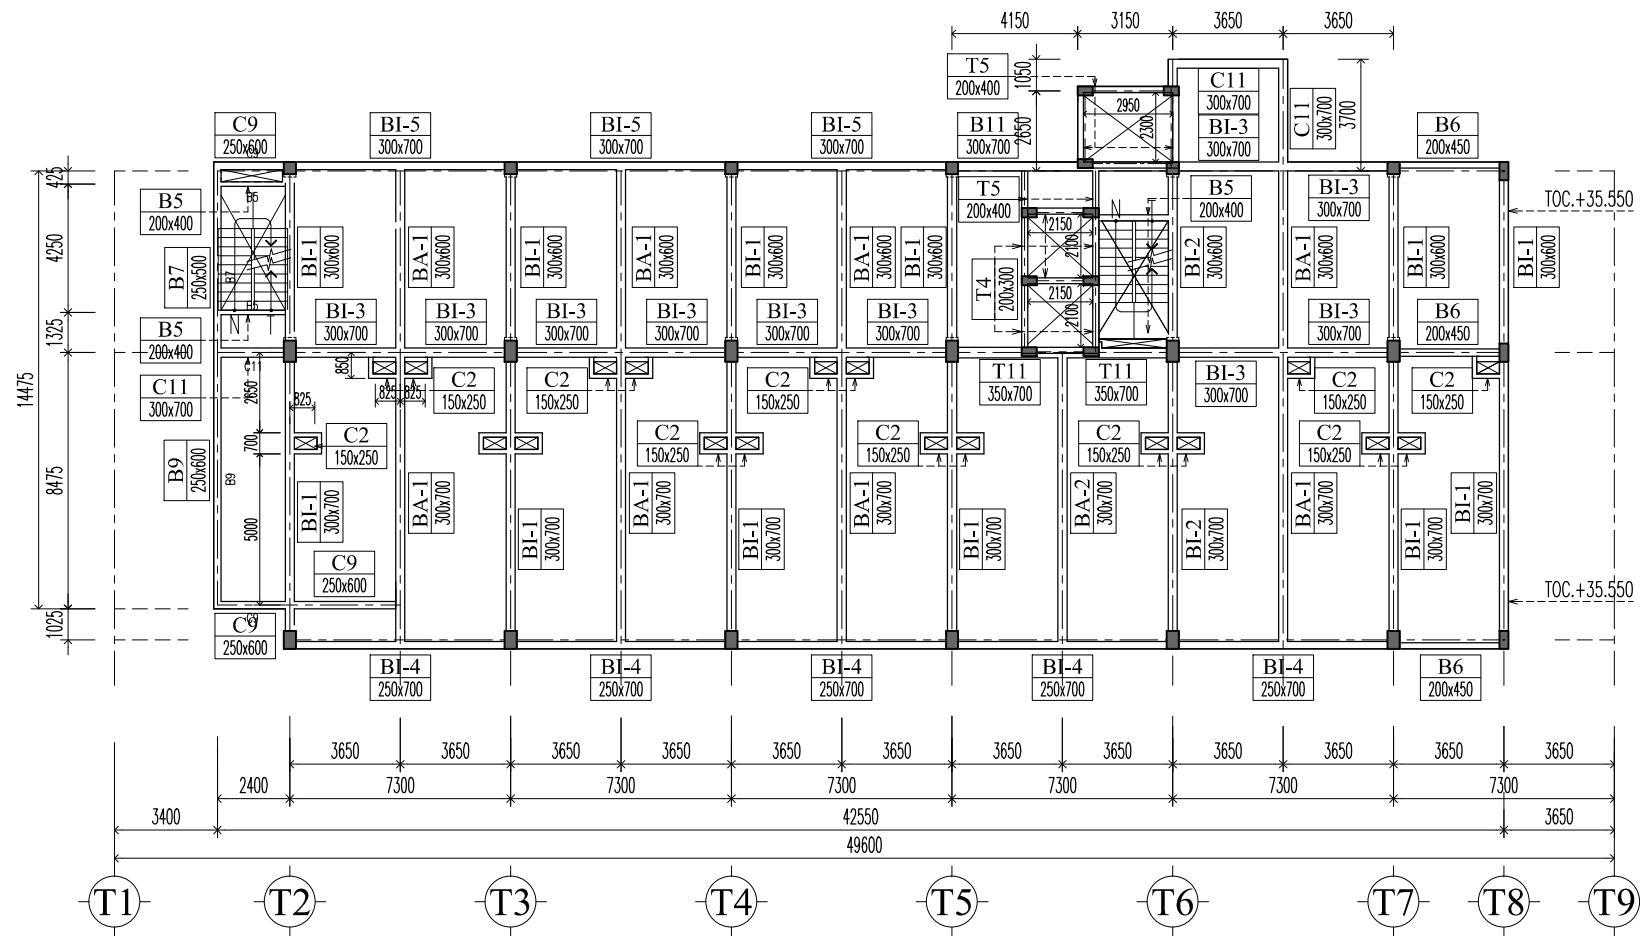 4150
3150
3650
3650
T5
200x400
1050
2650
2950
2300
C11
300x700
BI-3
300x700
C11
300x700
3700
C9
250x600
C9
BI-5
300x700
BI-5
300x700
BI-5
300x700
B11
300x700
B6
200x450
425
4250
1325
14475
8475
1025
B5
200x400
B5
B7
250x500
B7
B5
N
T
B5
200x400
BI-1
300x600
BA-1
300x600
BI-1
300x600
BA-1
300x600
BI-1
300x600
BA-1
300x600
BI-1
300x600
T5
200x400
T4
200x300
2150
2100
2150
2100
N
B5
200x400
BI-2
300x600
BI-3
300x700
BA-1
300x600
BI-1
300x600
BI-1
300x600
TOC.+35.550
BI-3
300x700
BI-3
300x700
BI-3
300x700
BI-3
300x700
BI-3
300x700
BI-3
300x700
BI-3
300x700
B6
200x450
C11
300x700
C11
2650
825
850
825
825
C2
150x250
C2
150x250
C2
150x250
T11
350x700
T11
350x700
BI-3
300x700
C2
150x250
C2
150x250
700
C2
150x250
C2
150x250
C2
150x250
C2
150x250
C2
150x250
B9
250x600
B9
5000
BI-1
300x700
BA-1
300x700
BI-1
300x700
BA-1
300x700
BI-1
300x700
BA-1
300x700
BI-1
300x700
BA-2
300x700
BI-2
300x700
BA-1
300x700
BI-1
300x700
BI-1
300x700
C9
250x600
TOC.+35.550
C9
C9
250x600
BI-4
250x700
BI-4
250x700
BI-4
250x700
BI-4
250x700
BI-4
250x700
B6
200x450
3650
3650
3650
3650
3650
3650
3650
3650
3650
3650
3650
3650
2400
7300
7300
7300
7300
7300
7300
3400
42550
3650
49600
T1
T2
T3
T4
T5
T6
T7
T8
T9